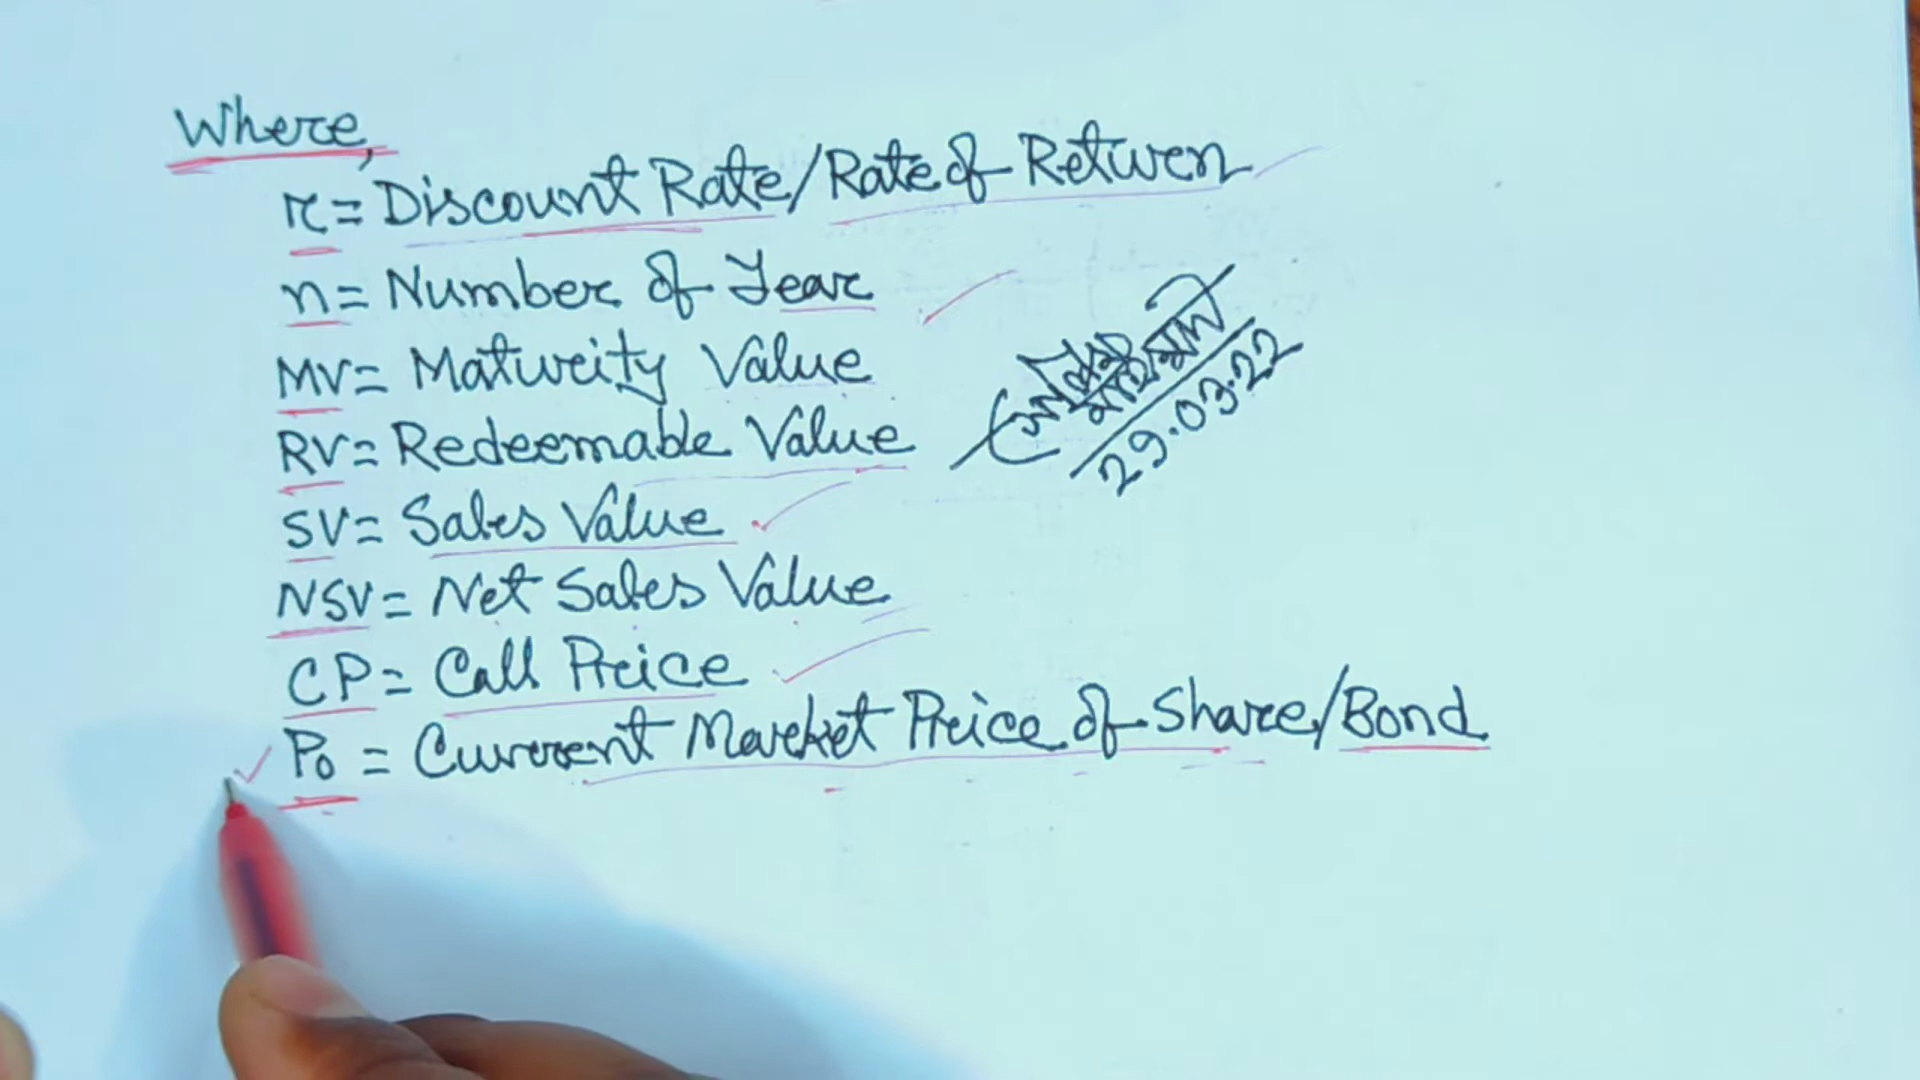 Where,
r = Discount Rate/Rate of Return
n = Number of Year
MV = Maturity Value
RV = Redeemable Value
SV = Sales Value
NSV = Net Sales Value
CP = Call Price
P₀ = Current Market Price of Share/Bond
29.03.22